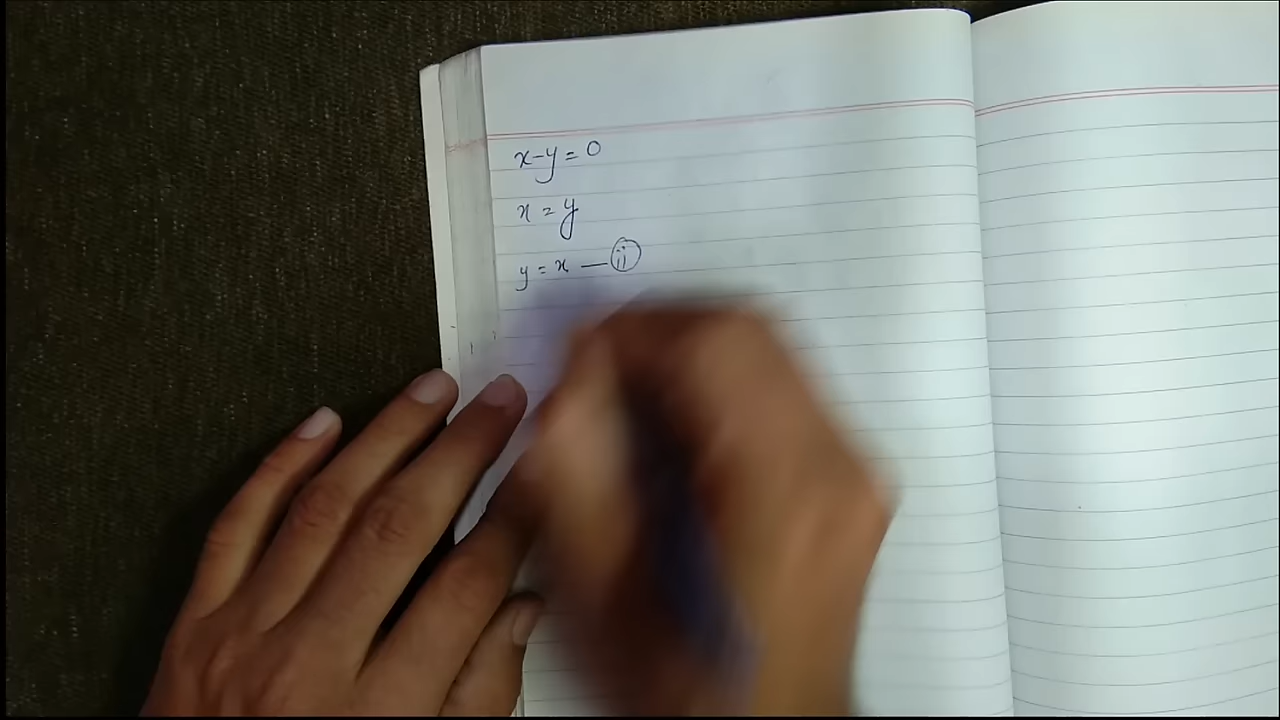 x-y=0
x=y
y=x — (ii)